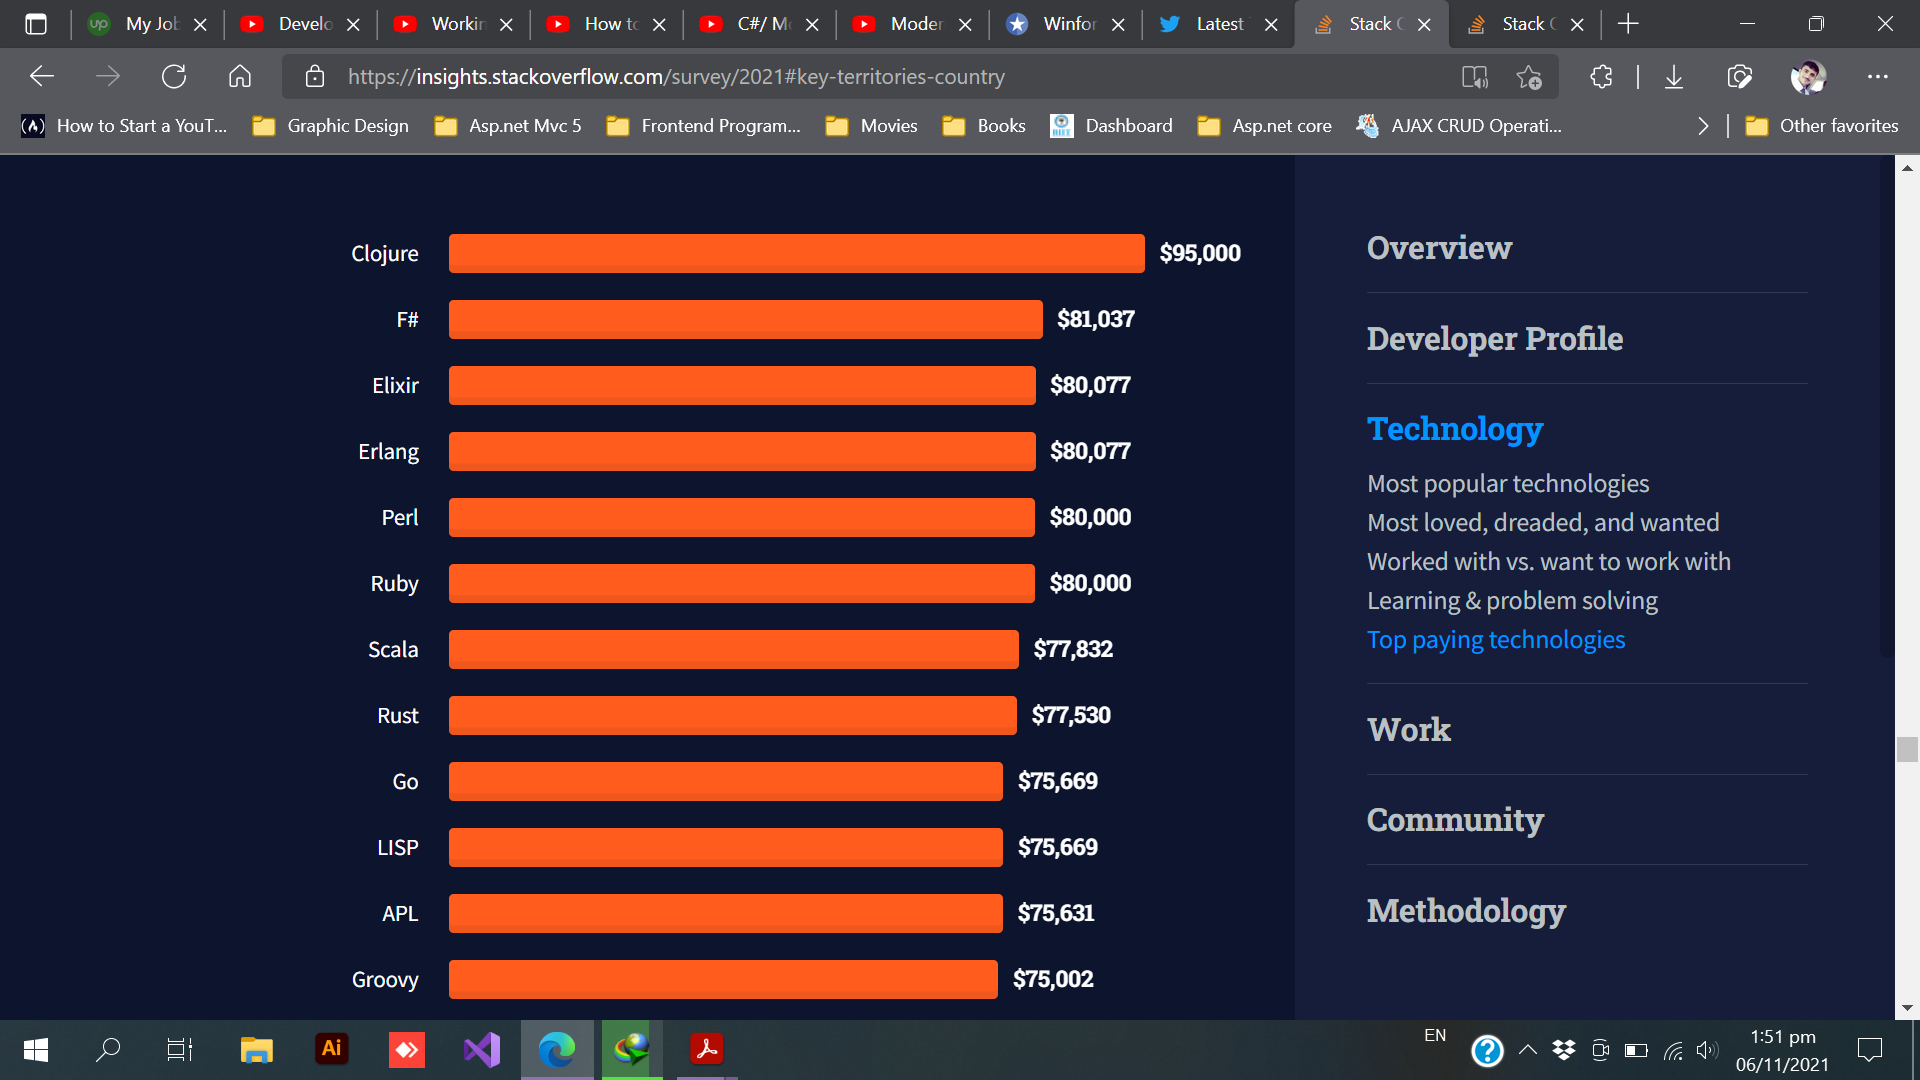 My Job
Develo
Workin
How to
C#/ M
Moder
Winfor
Latest
Stack
Stack
https://insights.stackoverflow.com/survey/2021#key-territories-country
How to Start a YouT...
Graphic Design
Asp.net Mvc 5
Frontend Program...
Movies
Books
Dashboard
Asp.net core
AJAX CRUD Operati...
Other favorites
Clojure $95,000
F# $81,037
Elixir $80,077
Erlang $80,077
Perl $80,000
Ruby $80,000
Scala $77,832
Rust $77,530
Go $75,669
LISP $75,669
APL $75,631
Groovy $75,002
Overview
Developer Profile
Technology
Most popular technologies
Most loved, dreaded, and wanted
Worked with vs. want to work with
Learning & problem solving
Top paying technologies
Work
Community
Methodology
Ai
EN
1:51 pm
06/11/2021